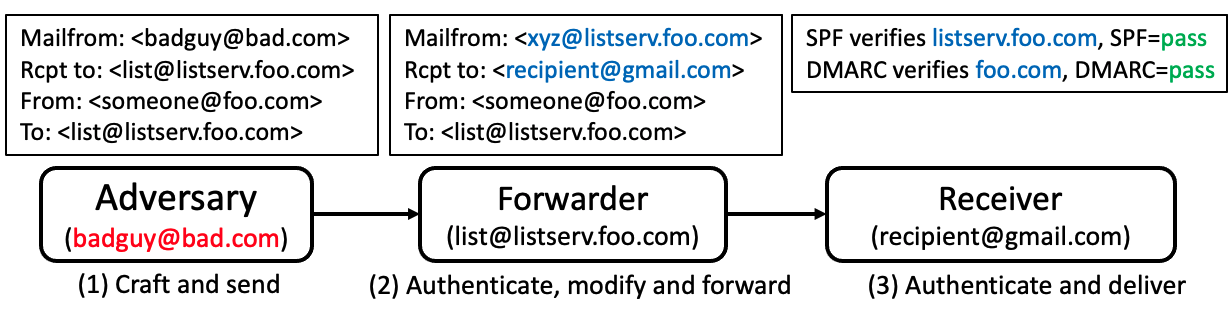 Mailfrom: <badguy@bad.com>
Rcpt to: <list@listserv.foo.com>
From: <someone@foo.com>
To: <list@listserv.foo.com>
Mailfrom: <xyz@listserv.foo.com>
Rcpt to: <recipient@gmail.com>
From: <someone@foo.com>
To: <list@listserv.foo.com>
SPF verifies listserv.foo.com, SPF=pass
DMARC verifies foo.com, DMARC=pass
Adversary
(badguy@bad.com)
Forwarder
(list@listserv.foo.com)
Receiver
(recipient@gmail.com)
(1) Craft and send
(2) Authenticate, modify and forward
(3) Authenticate and deliver